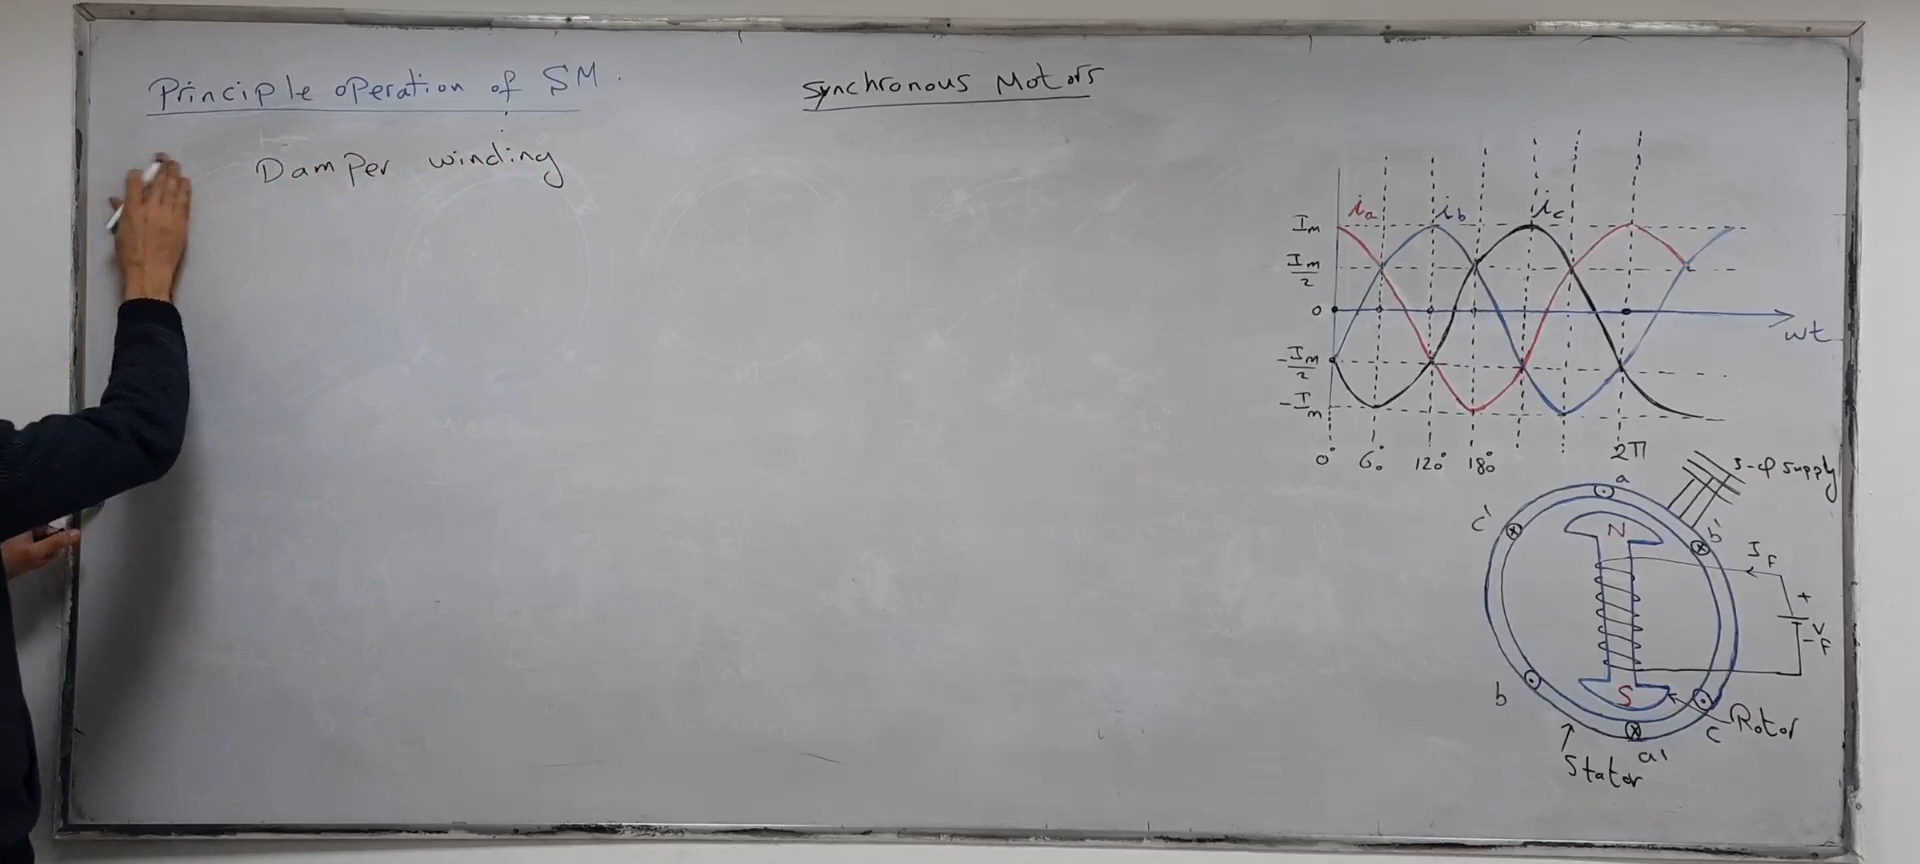 Principle operation of SM.
Synchronous Motors
Damper winding
ia ib ic
Im
Im/2
0
wt
-Im/2
-Im
0° 60° 120° 180° 2π
3-φ supply
a
c'
N
b'
IF
+
VF
-
b
S
c
Rotor
a'
Stator